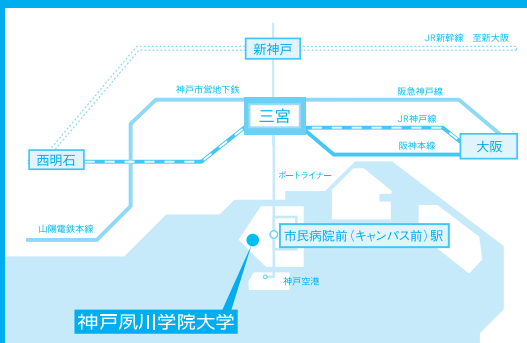 JR新幹線 至新大阪
新神戸
神戸市営地下鉄
阪急神戸線
三宮
JR神戸線
大阪
阪神本線
西明石
ポートライナー
山陽電鉄本線
市民病院前(キャンパス前)駅
神戸空港
神戸夙川学院大学